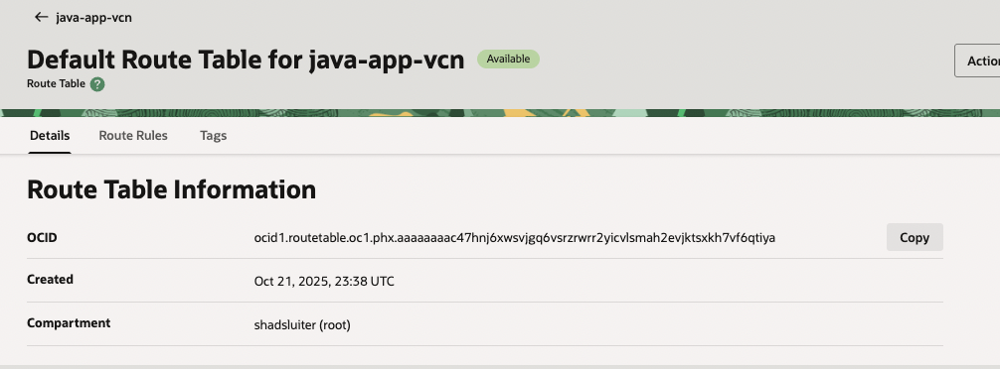 ← java-app-vcn
Default Route Table for java-app-vcn Available
Route Table ?
Details Route Rules Tags
Route Table Information
OCID ocid1.routetable.oc1.phx.aaaaaaaac47hnj6xwsvjgq6vsrzrwrr2yicvlsmah2evjktsxkh7vf6qtiya Copy
Created Oct 21, 2025, 23:38 UTC
Compartment shadsluiter (root)